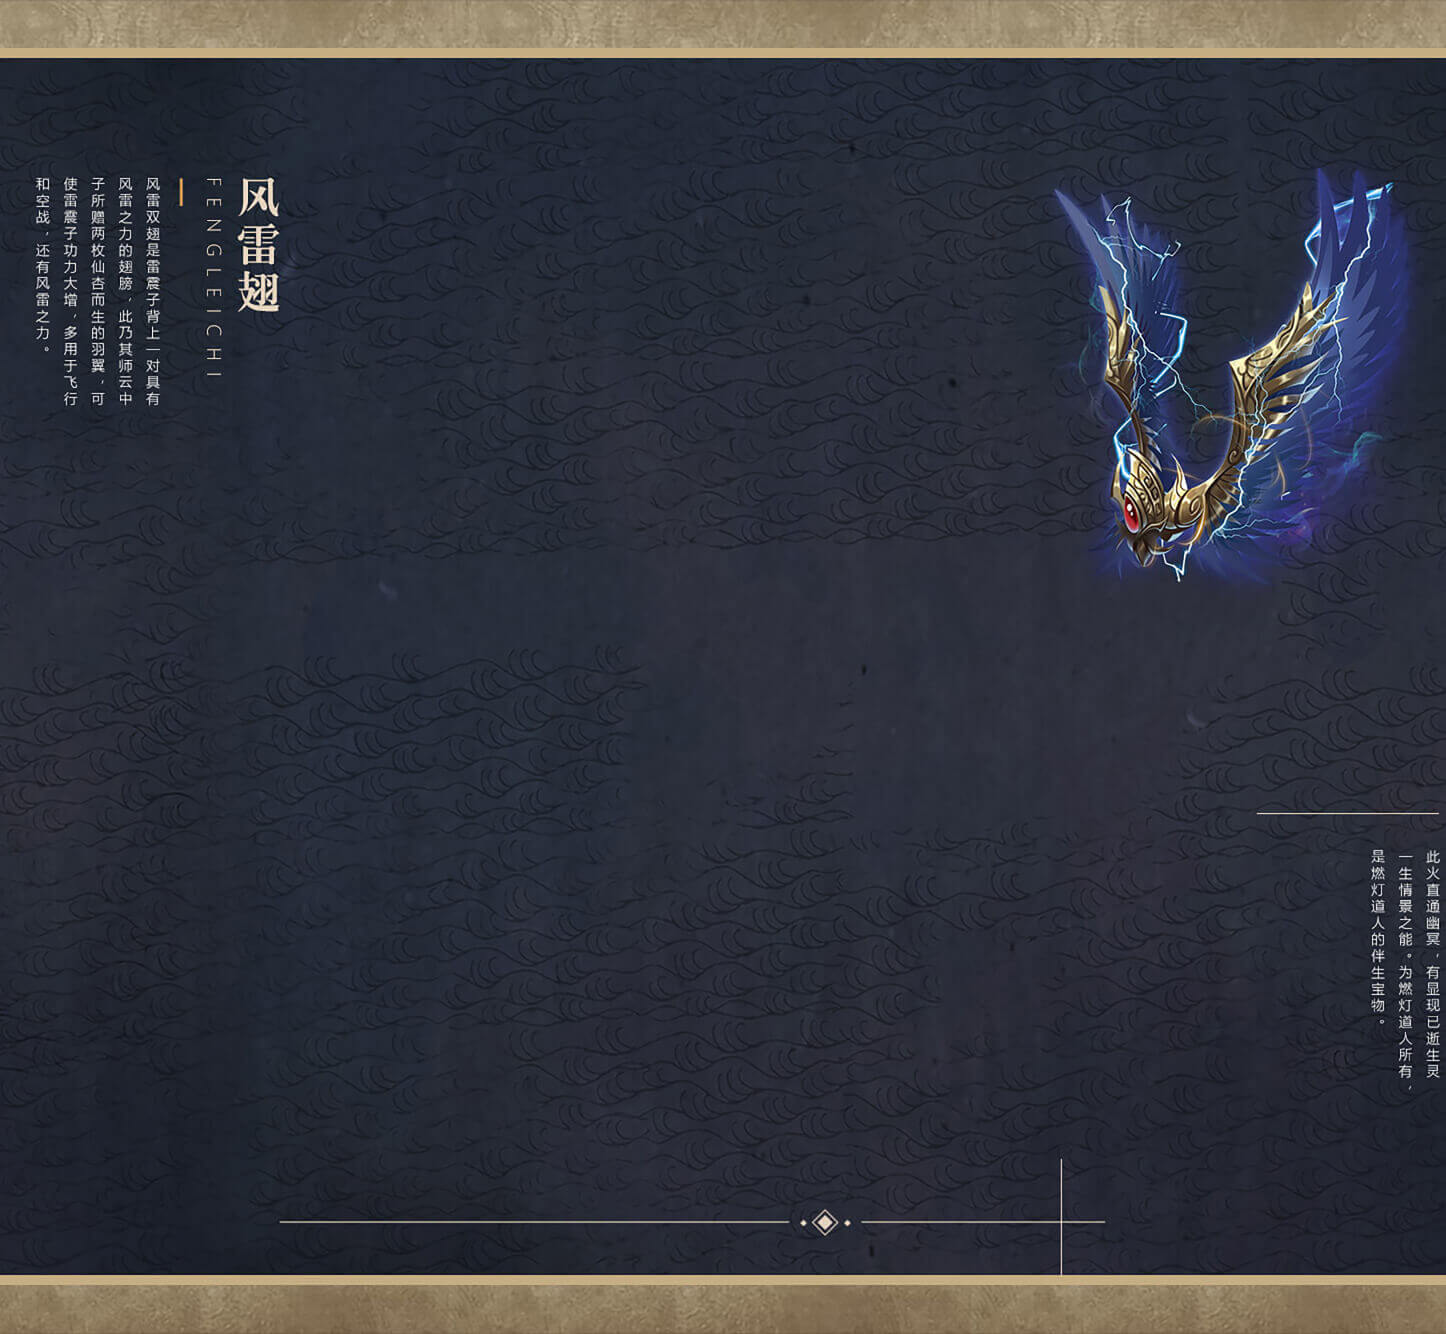 此火直通幽冥，有显现已逝生灵
一生情景之能。为燃灯道人所有，
是燃灯道人的伴生宝物。
风雷翅
FENGLEICHI
风雷双翅是雷震子背上一对具有
风雷之力的翅膀，此乃其师云中
子所赠两枚仙杏而生的羽翼，可
使雷震子功力大增，多用于飞行
和空战，还有风雷之力。